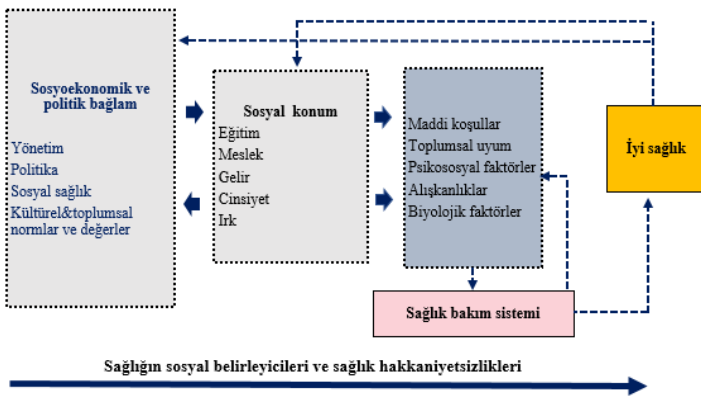 Sosyoekonomik ve
politik bağlam
Yönetim
Politika
Sosyal sağlık
Kültürel&toplumsal
normlar ve değerler
Sosyal konum
Eğitim
Meslek
Gelir
Cinsiyet
Irk
Maddi koşullar
Toplumsal uyum
Psikososyal faktörler
Alışkanlıklar
Biyolojik faktörler
İyi sağlık
Sağlık bakım sistemi
Sağlığın sosyal belirleyicileri ve sağlık hakkaniyetsizlikleri